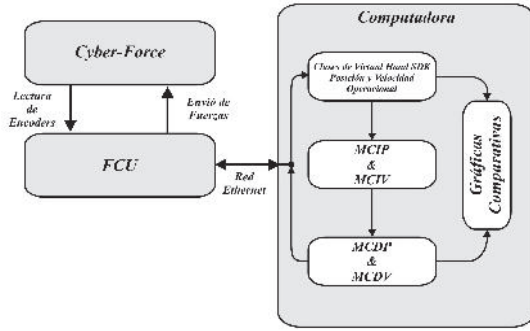 Computadora
Cyber-Force
Clases de Virtual Hand SDK
Posición y Velocidad
Operacional
Lectura
de
Encoders
Envió de
Fuerzas
FCU
Red
Ethernet
MCIP
&
MCIV
MCDP
&
MCDV
Gráficas
Comparativas